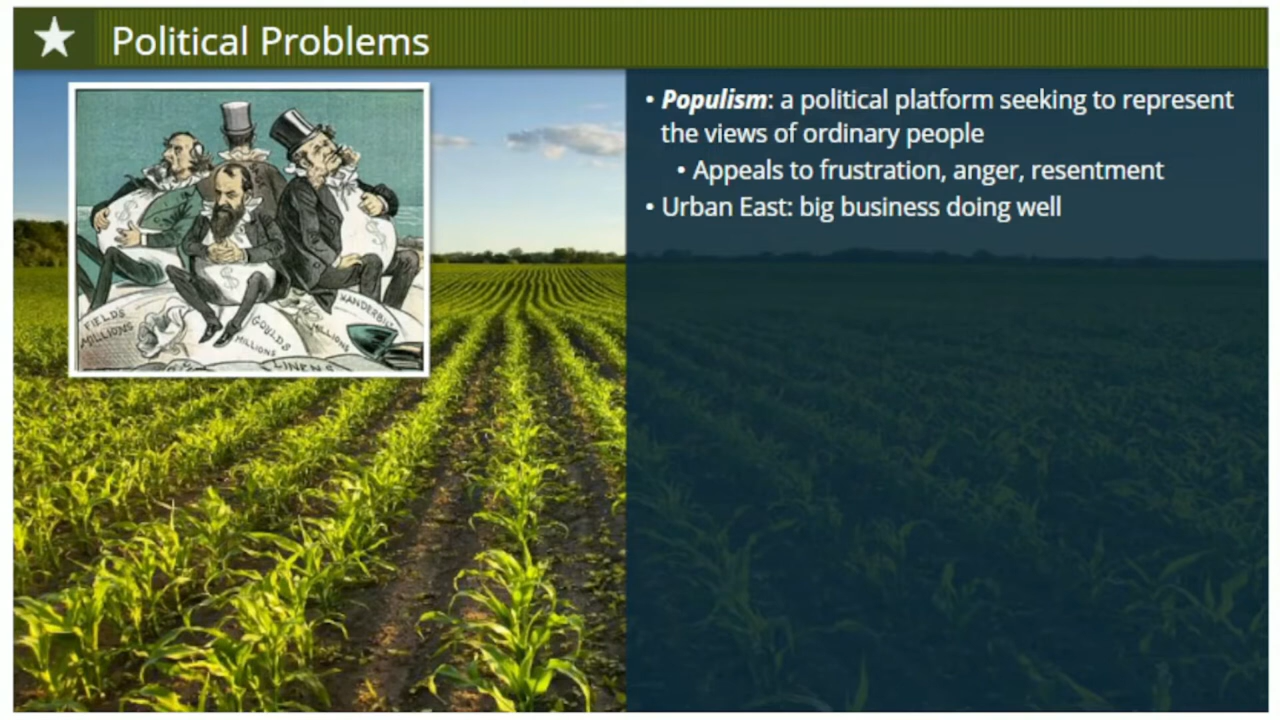 Political Problems
• Populism: a political platform seeking to represent
the views of ordinary people
• Appeals to frustration, anger, resentment
• Urban East: big business doing well
FIELDS
MILLIONS
GOULDS
MILLIONS
VANDERBILT
MILLIONS
LINENS